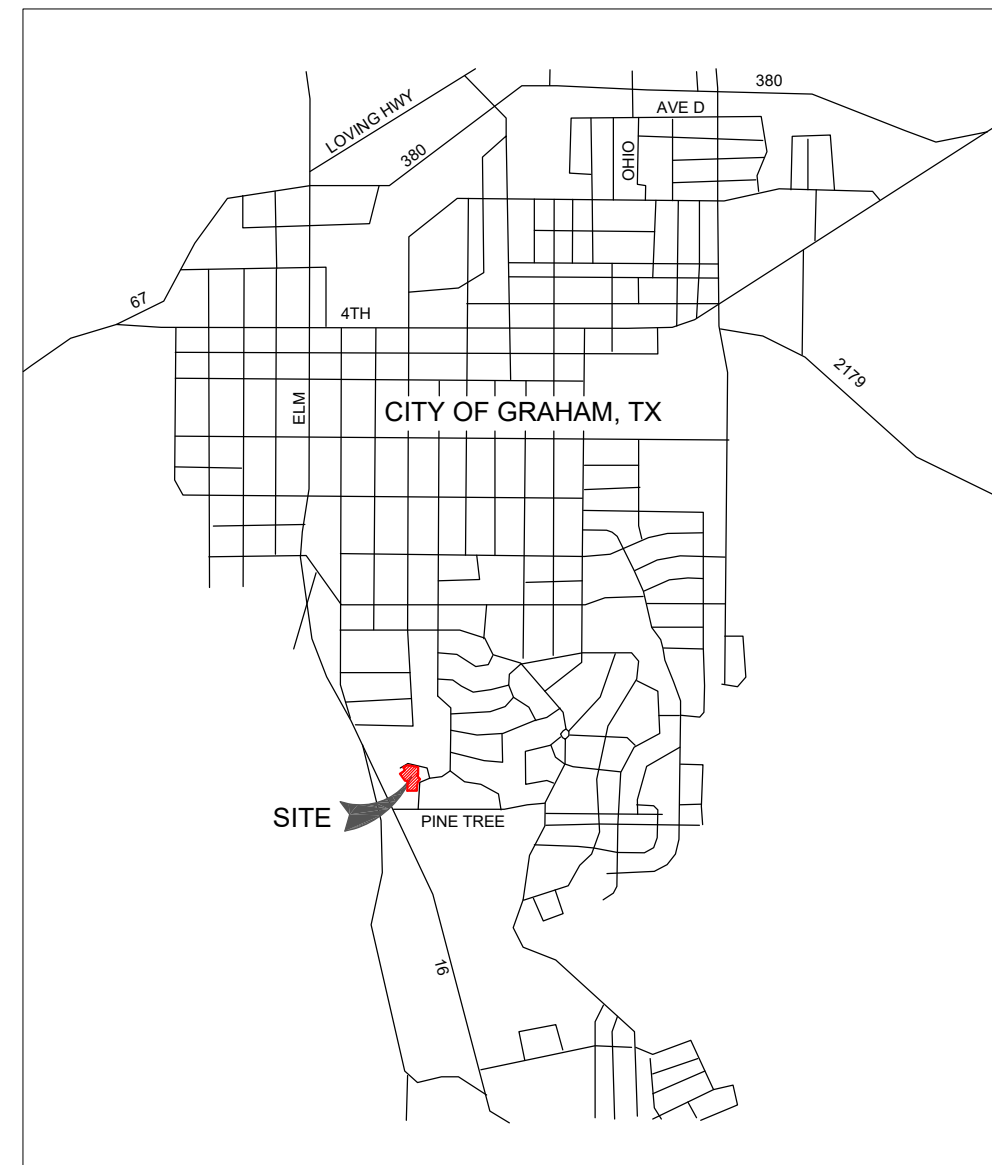 380
LOVING HWY
AVE D
380
OHIO
67
4TH
2179
ELM
CITY OF GRAHAM, TX
SITE
PINE TREE
16